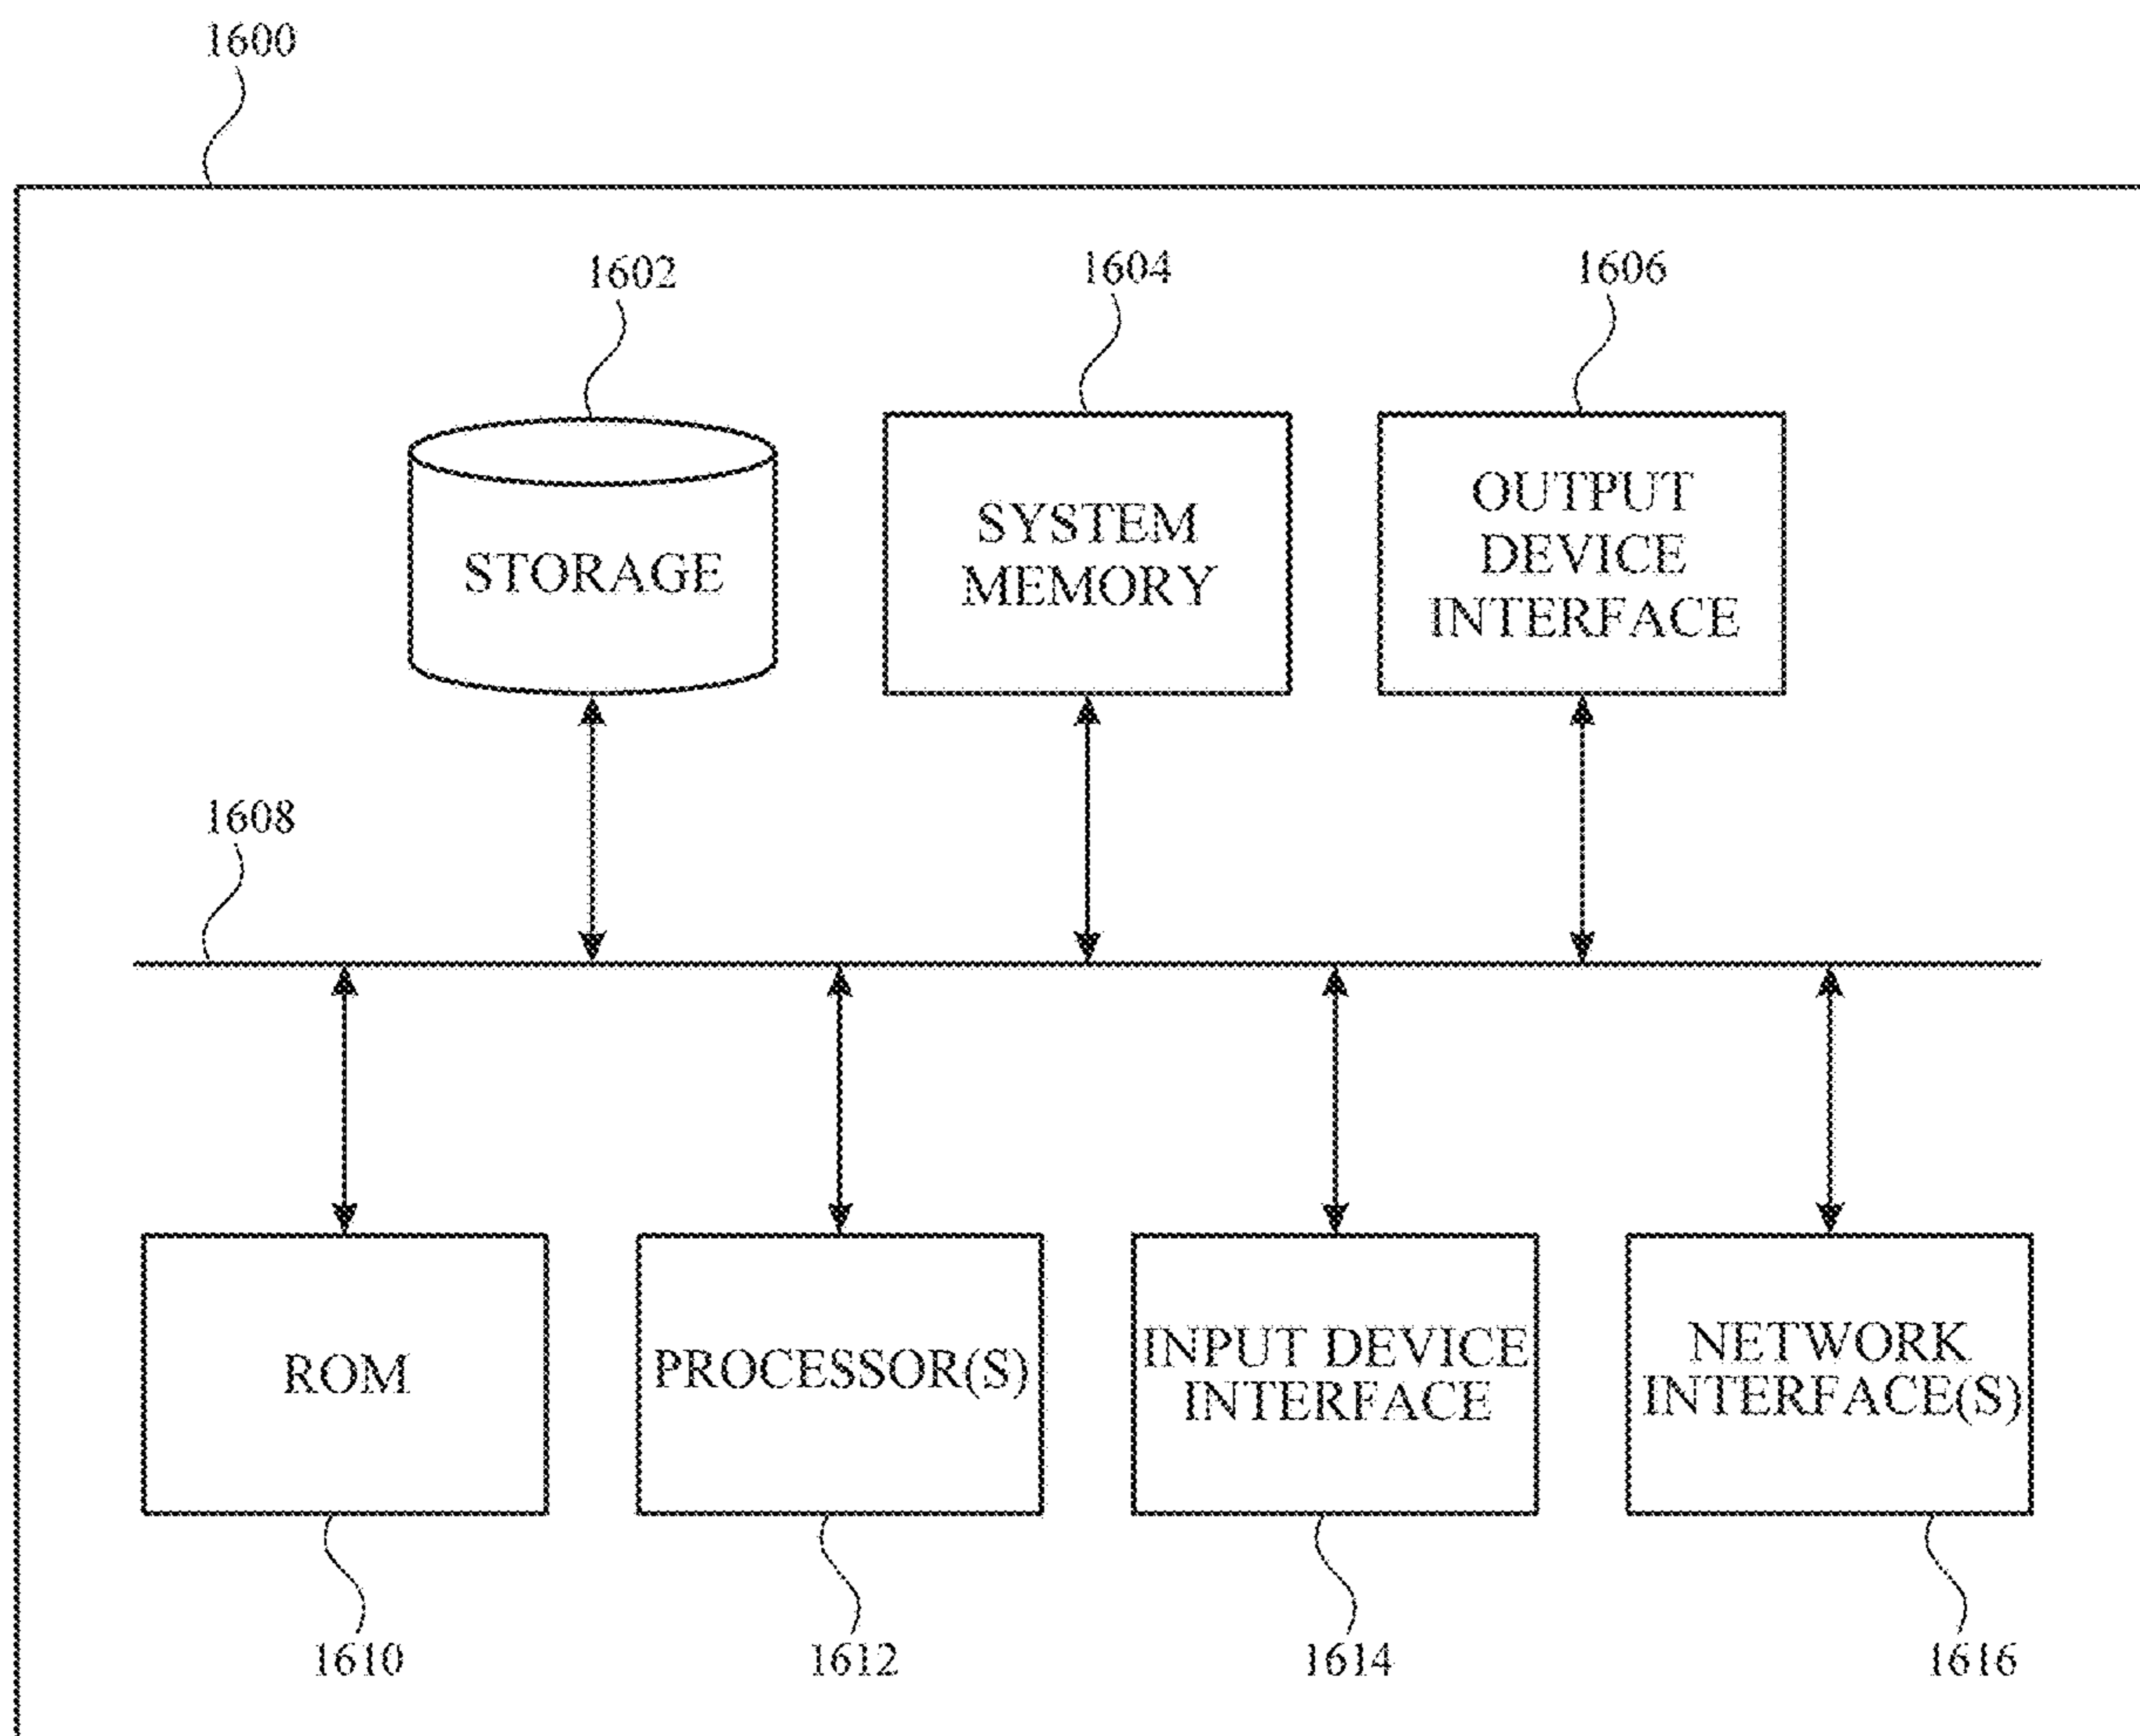 1600
1602
1604
1606
STORAGE
SYSTEM
MEMORY
OUTPUT
DEVICE
INTERFACE
1608
ROM
PROCESSOR(S)
INPUT DEVICE
INTERFACE
NETWORK
INTERFACE(S)
1610
1612
1614
1616